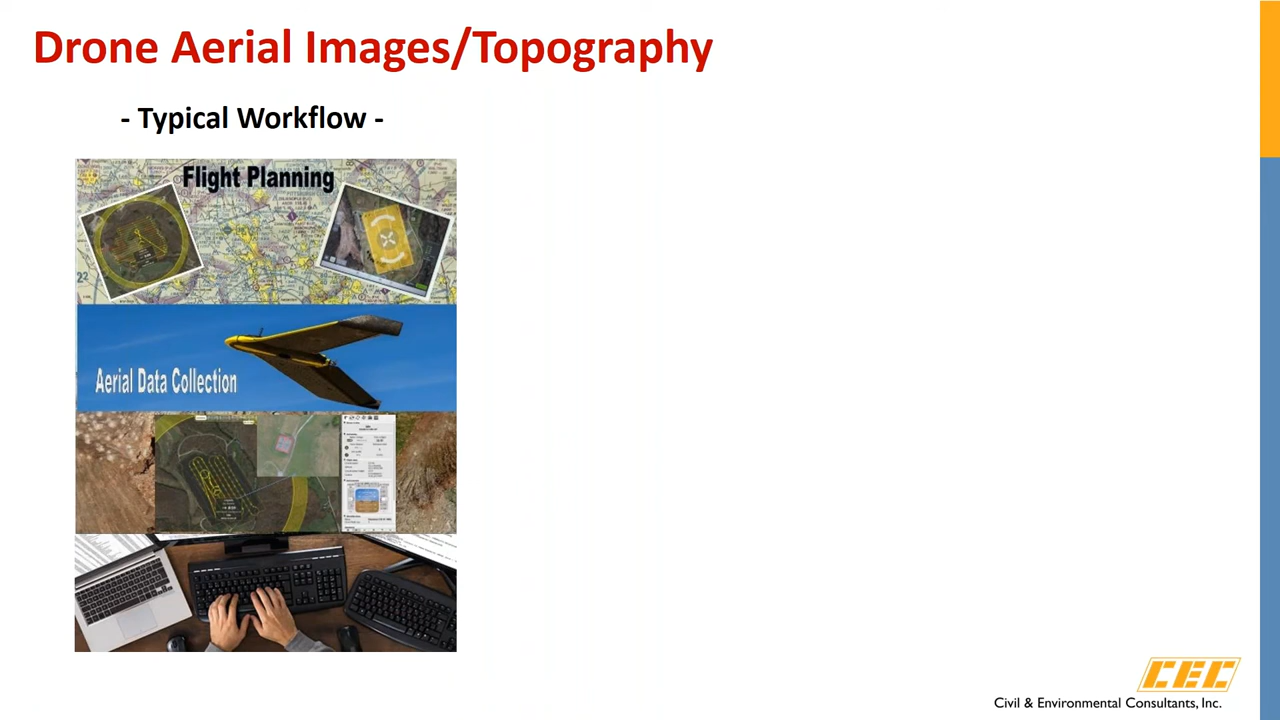 Drone Aerial Images/Topography
- Typical Workflow -
Flight Planning
Aerial Data Collection
CEC
Civil & Environmental Consultants, Inc.